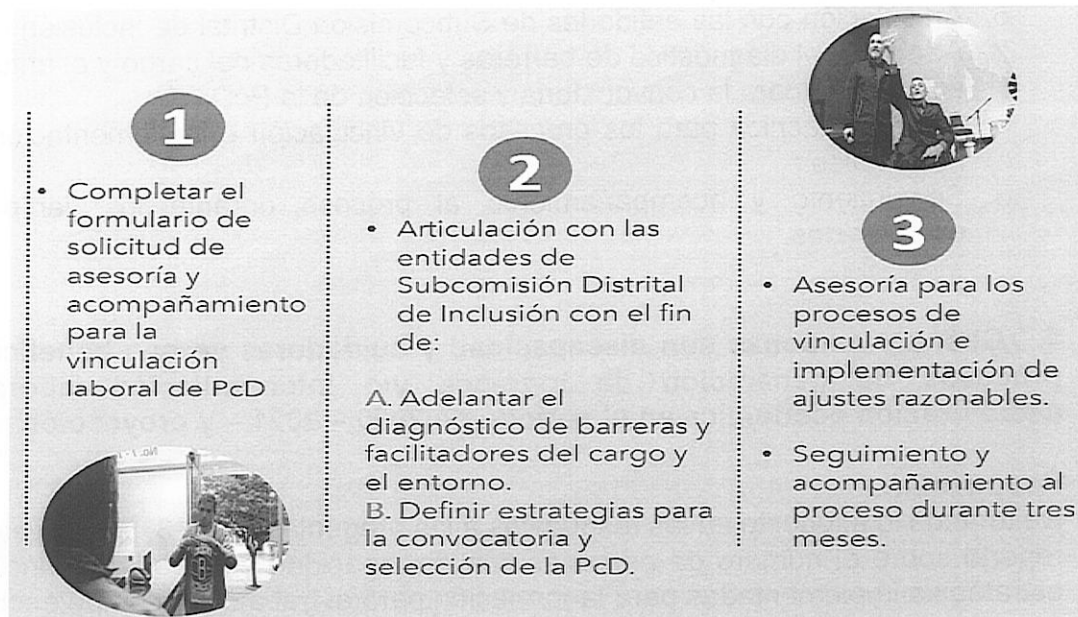 1
• Completar el
formulario de
solicitud de
asesoría y
acompañamiento
para la
vinculación
laboral de PcD
2
• Articulación con las
entidades de
Subcomisión Distrital
de Inclusión con el fin
de:
A. Adelantar el
diagnóstico de barreras y
facilitadores del cargo y
el entorno.
B. Definir estrategias para
la convocatoria y
selección de la PcD.
3
• Asesoría para los
procesos de
vinculación e
implementación de
ajustes razonables.
• Seguimiento y
acompañamiento al
proceso durante tres
meses.